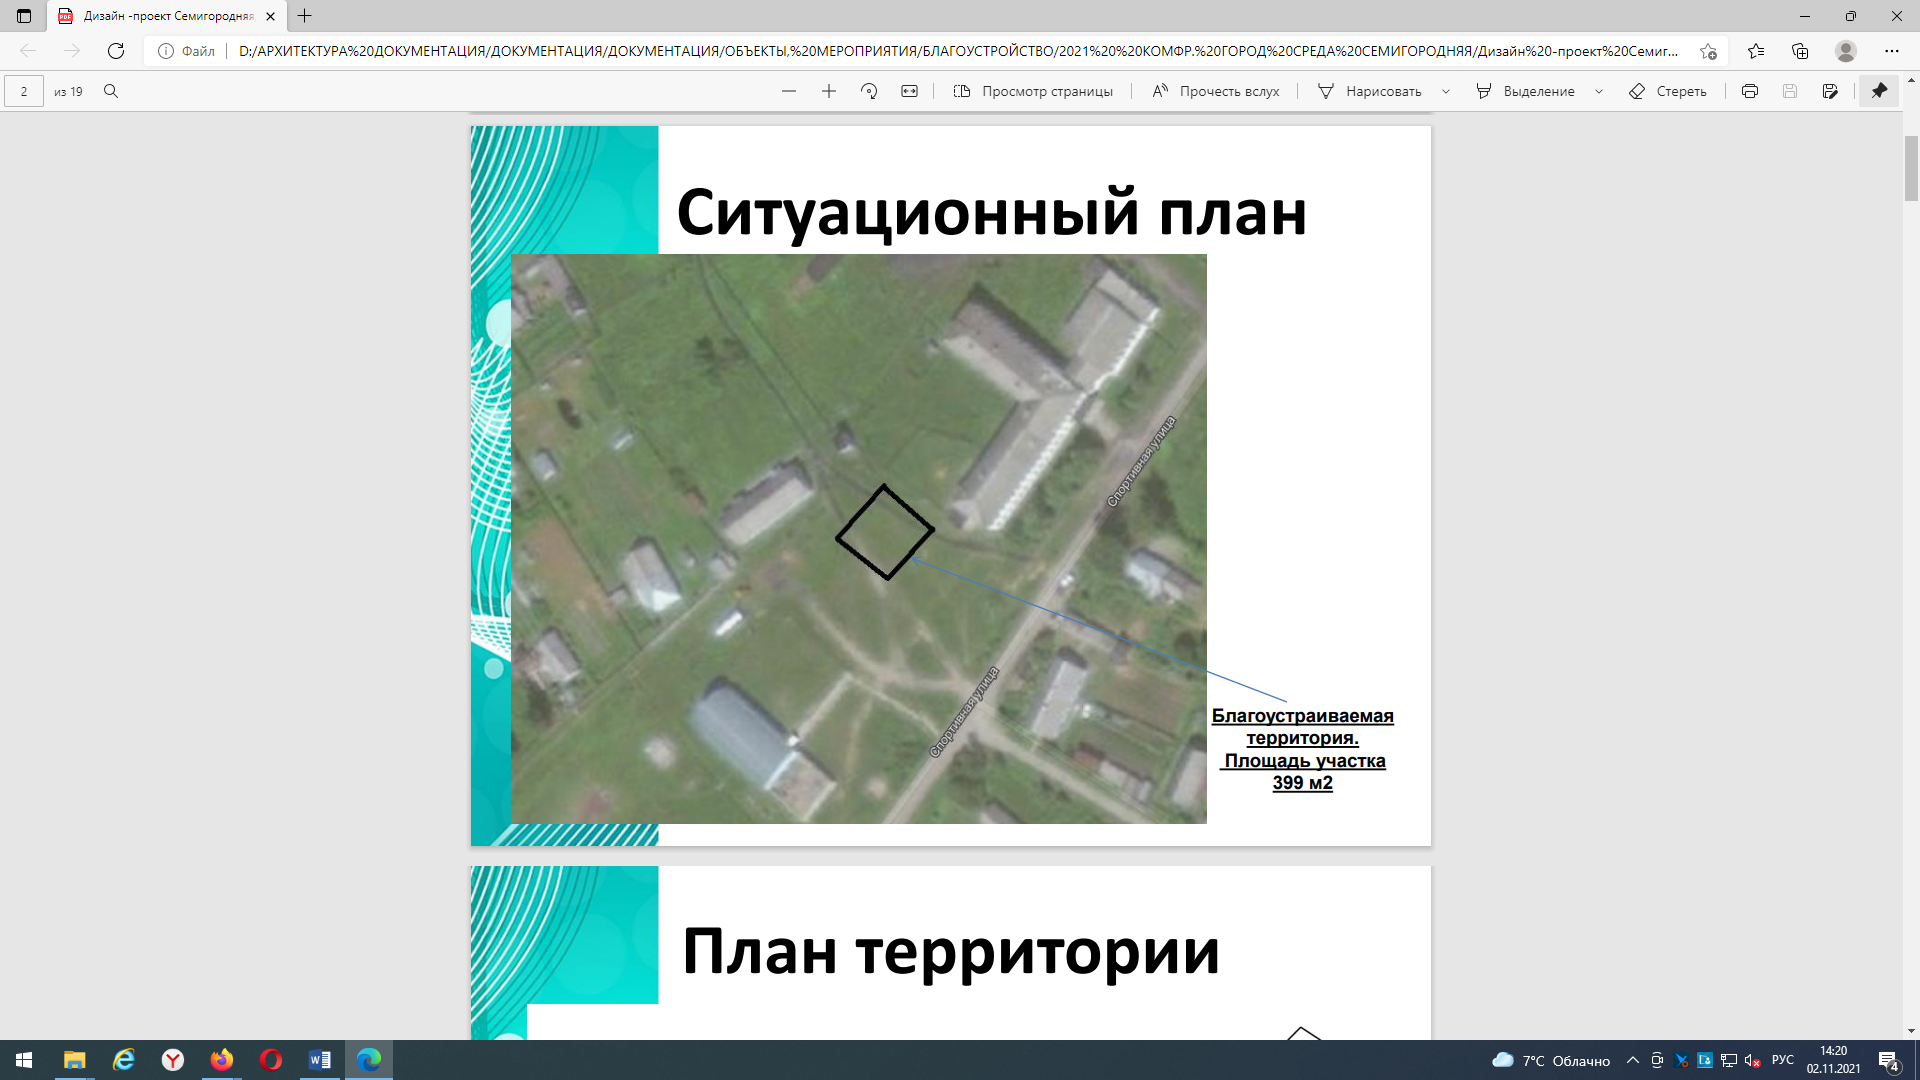 Дизайн -проект Семигородняя,
Файл
D:/АРХИТЕКТУРА%20ДОКУМЕНТАЦИЯ/ДОКУМЕНТАЦИЯ/ДОКУМЕНТАЦИЯ/ОБЪЕКТЫ,%20МЕРОПРИЯТИЯ/БЛАГОУСТРОЙСТВО/2021%20%20КОМФР.%20ГОРОД%20СРЕДА%20СЕМИГОРОДНЯЯ/Дизайн%20-проект%20Семиг...
2 из 19
Просмотр страницы
Прочесть вслух
Нарисовать
Выделение
Стереть
Ситуационный план
Спортивная улица
Спортивная улица
Благоустраиваемая
территория.
Площадь участка
399 м2
План территории
7°C Облачно
РУС
14:20
02.11.2021
4